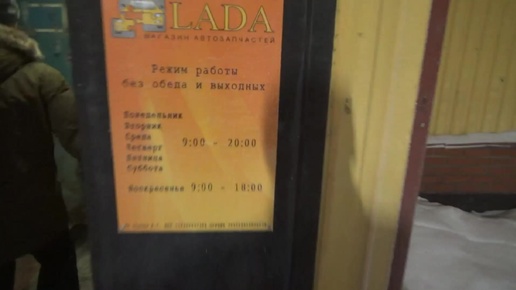 LADA
МАГАЗИН АВТОЗАПЧАСТЕЙ
Режим работы
без обеда и выходных
Понедельник
Вторник
Среда
Четверг
9:00 - 20:00
Пятница
Суббота
Воскресенье 9:00 - 18:00